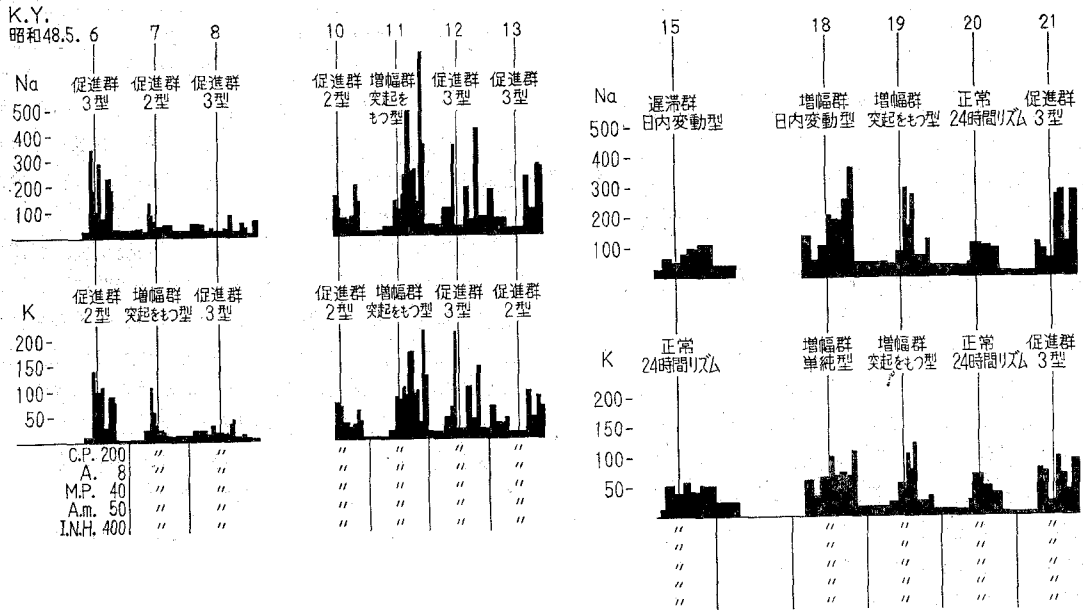 K.Y.
昭和48.5. 6 7 8 10 11 12 13 15 18 19 20 21
Na 促進群 促進群 促進群 促進群 増幅群 促進群 促進群
3型 2型 3型 2型 突起を 3型 3型
もつ型
500-
400-
300-
200-
100-
Na 遅滞群 増幅群 増幅群 正常 促進群
日内変動型 日内変動型 突起をもつ型 24時間リズム 3型
500-
400-
300-
200-
100-
K 促進群 増幅群 促進群 促進群 増幅群 促進群 促進群
2型 突起をもつ型 3型 2型 突起をもつ型 3型 2型
200-
150-
100-
50-
K 正常 増幅群 増幅群 正常 促進群
24時間リズム 単純型 突起をもつ型 24時間リズム 3型
200-
150-
100-
50-
C.P. 200 〃 〃 〃 〃 〃 〃 〃 〃 〃 〃 〃
A. 8 〃 〃 〃 〃 〃 〃 〃 〃 〃 〃 〃
M.P. 40 〃 〃 〃 〃 〃 〃 〃 〃 〃 〃 〃
A.m. 50 〃 〃 〃 〃 〃 〃 〃 〃 〃 〃 〃
I.N.H. 400 〃 〃 〃 〃 〃 〃 〃 〃 〃 〃 〃